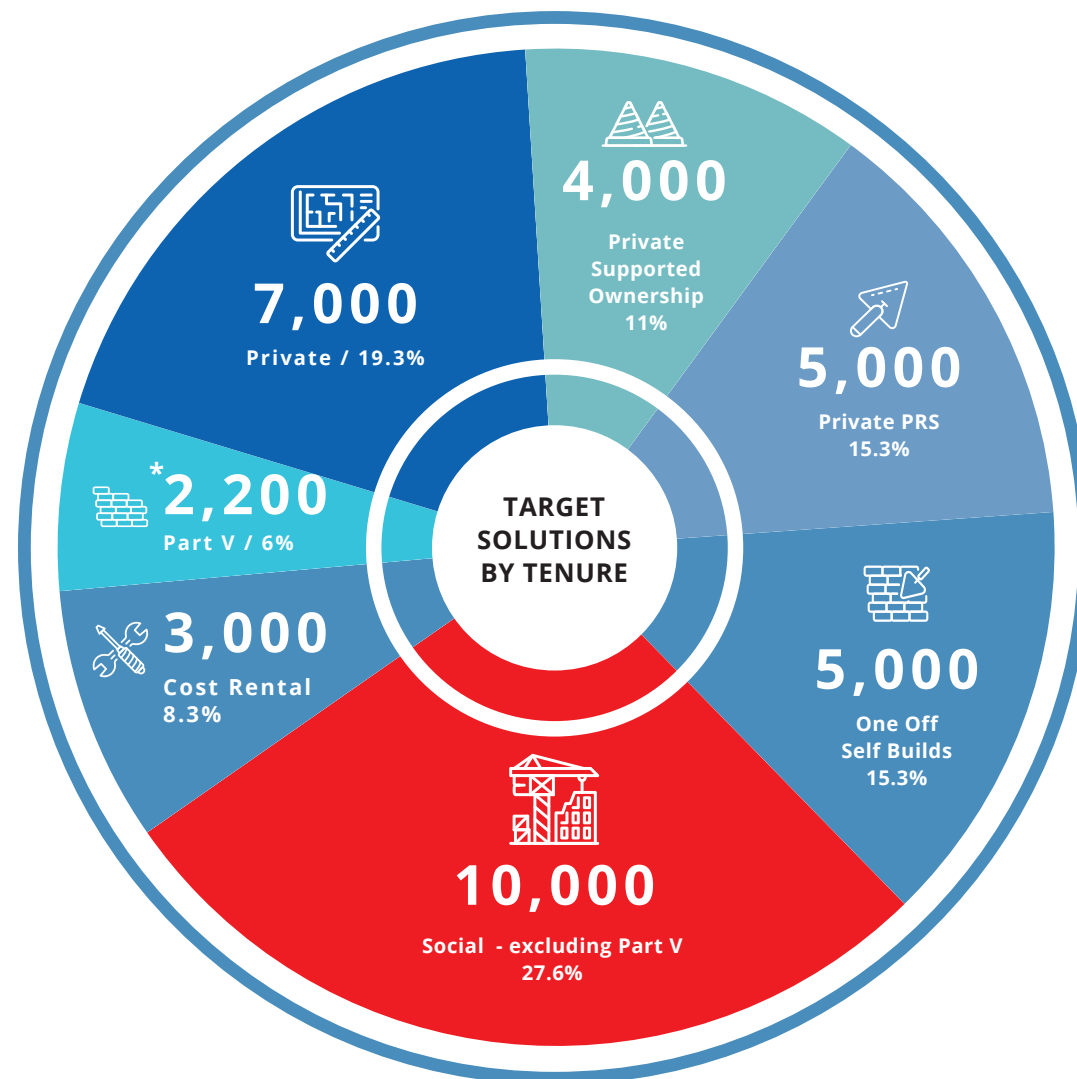 4,000
Private
Supported
Ownership
11%
5,000
Private PRS
15.3%
5,000
One Off
Self Builds
15.3%
10,000
Social - excluding Part V
27.6%
3,000
Cost Rental
8.3%
*2,200
Part V / 6%
7,000
Private / 19.3%
TARGET
SOLUTIONS
BY TENURE